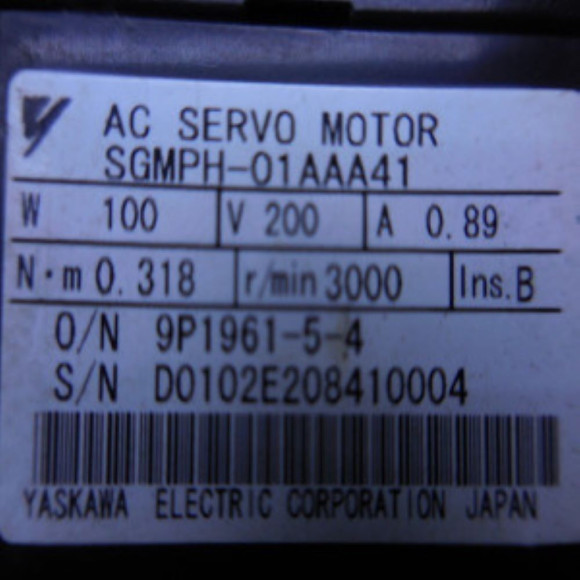 AC SERVO MOTOR
SGMPH-01AAA41
W 100 V 200 A 0.89
N·m 0.318 r/min 3000 Ins.B
O/N 9P1961-5-4
S/N D0102E208410004
YASKAWA ELECTRIC CORPORATION JAPAN